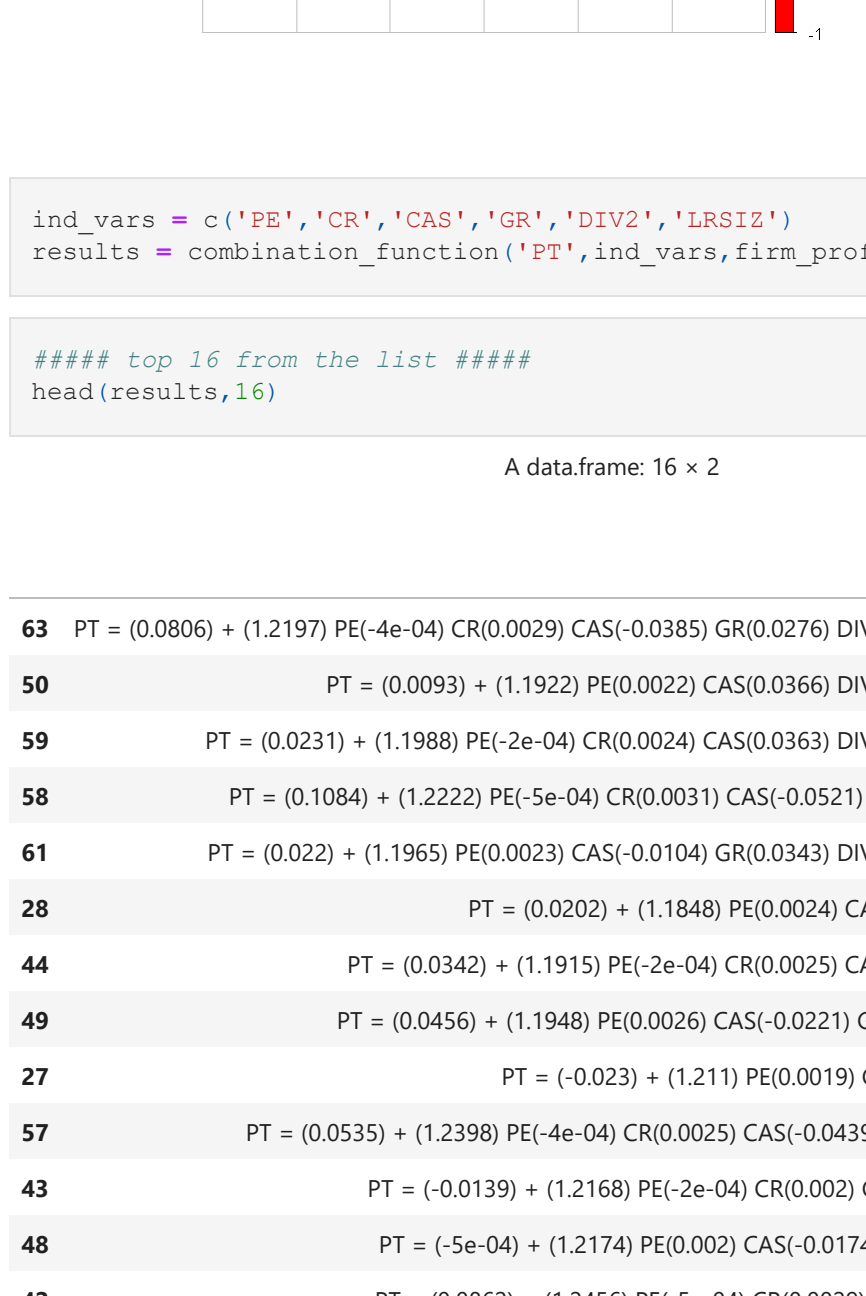 -1
ind_vars = c('PE','CR','CAS','GR','DIV2','LRSIZ')
results = combination_function('PT',ind_vars,firm_prof
##### top 16 from the list #####
head(results,16)
A data.frame: 16 × 2
63 PT = (0.0806) + (1.2197) PE(-4e-04) CR(0.0029) CAS(-0.0385) GR(0.0276) DIV
50 PT = (0.0093) + (1.1922) PE(0.0022) CAS(0.0366) DIV
59 PT = (0.0231) + (1.1988) PE(-2e-04) CR(0.0024) CAS(0.0363) DIV
58 PT = (0.1084) + (1.2222) PE(-5e-04) CR(0.0031) CAS(-0.0521)
61 PT = (0.022) + (1.1965) PE(0.0023) CAS(-0.0104) GR(0.0343) DIV
28 PT = (0.0202) + (1.1848) PE(0.0024) CA
44 PT = (0.0342) + (1.1915) PE(-2e-04) CR(0.0025) CA
49 PT = (0.0456) + (1.1948) PE(0.0026) CAS(-0.0221)
27 PT = (-0.023) + (1.211) PE(0.0019)
57 PT = (0.0535) + (1.2398) PE(-4e-04) CR(0.0025) CAS(-0.0439
43 PT = (-0.0139) + (1.2168) PE(-2e-04) CR(0.002)
48 PT = (-5e-04) + (1.2174) PE(0.002) CAS(-0.0174